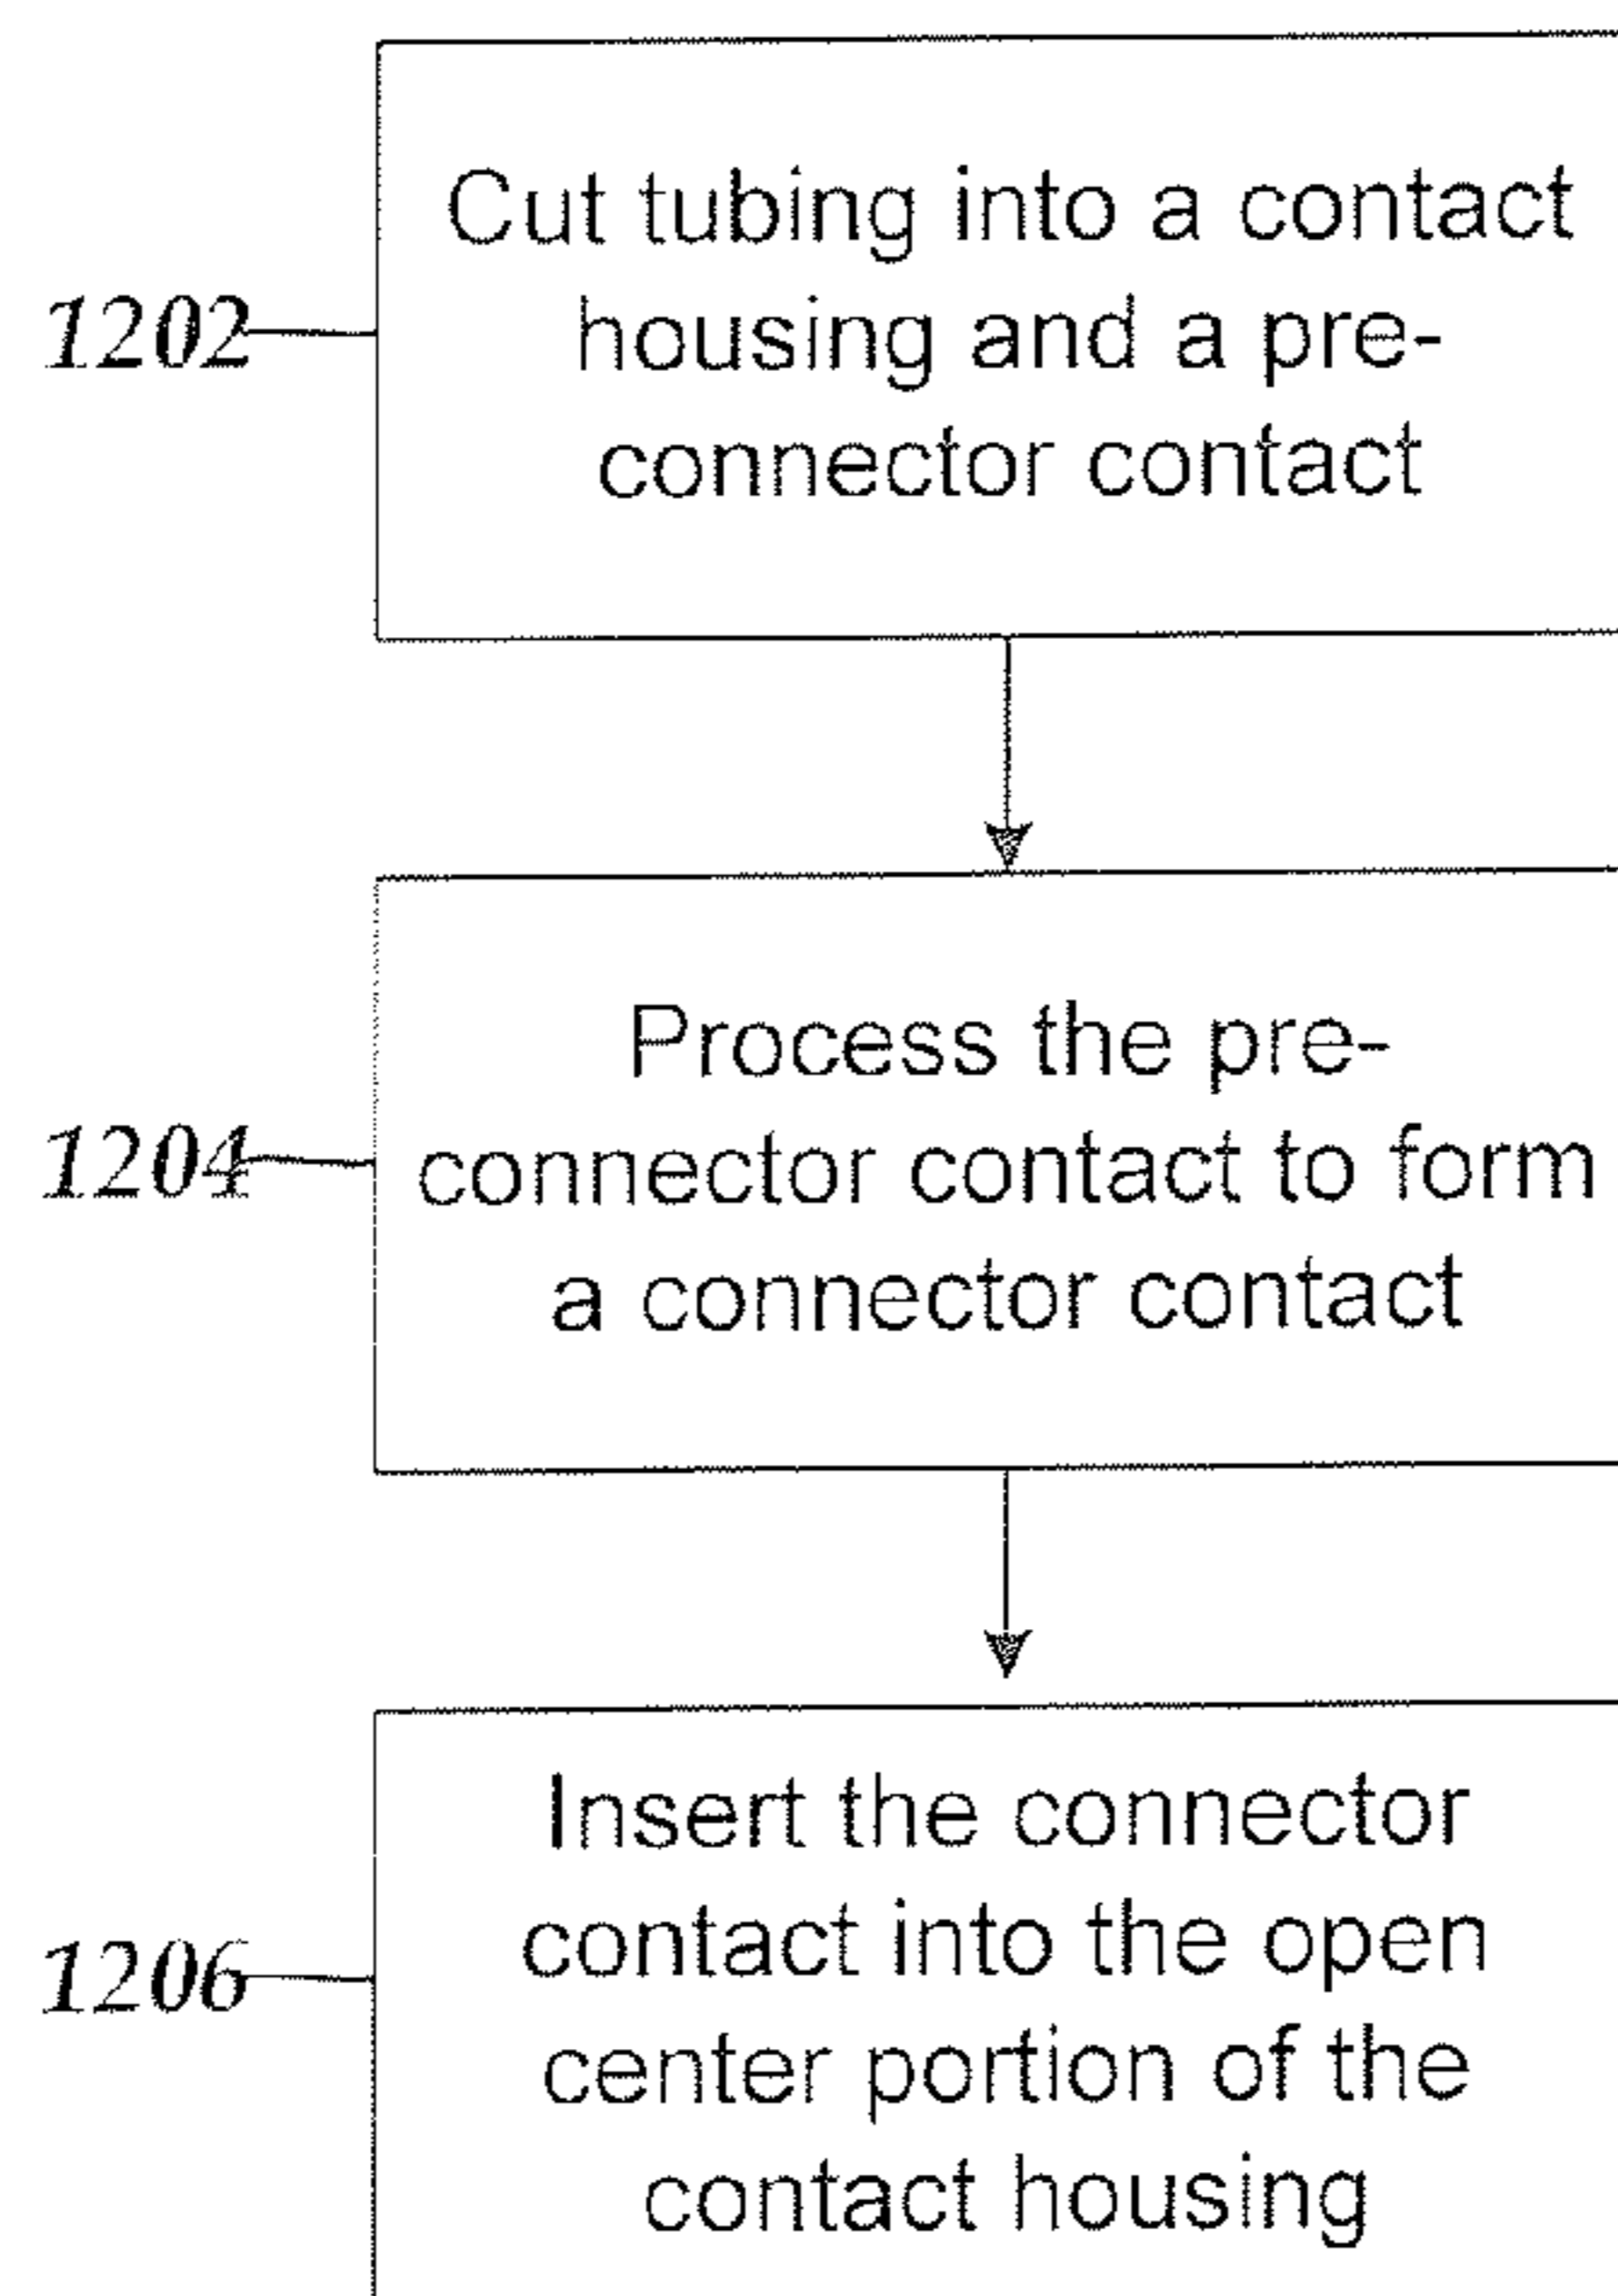 Cut tubing into a contact
1202
housing and a pre-
connector contact
Process the pre-
1204
connector contact to form
a connector contact
Insert the connector
contact into the open
1206
center portion of the
contact housing